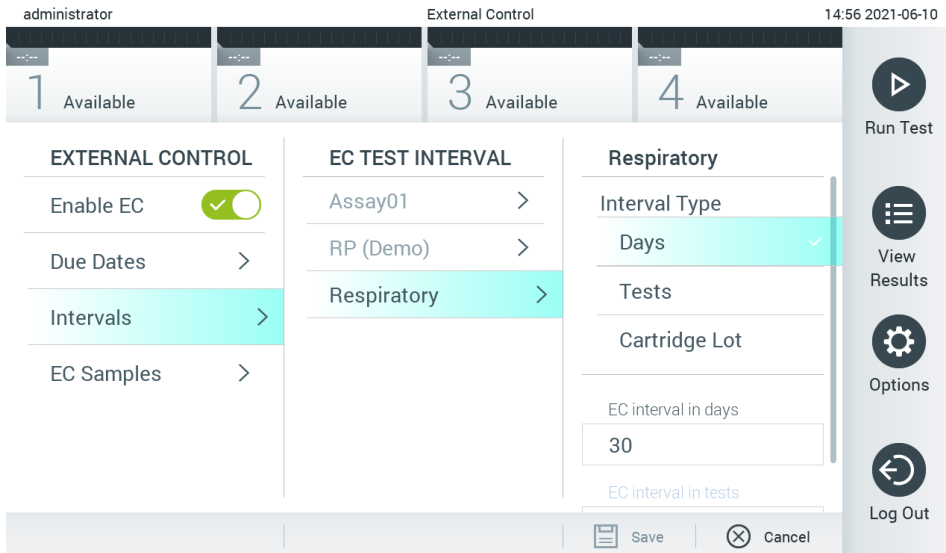 administrator External Control 14:56 2021-06-10
--:-- --:-- --:-- --:--
1 Available 2 Available 3 Available 4 Available
Run Test
View
Results
Options
Log Out
EXTERNAL CONTROL
Enable EC
Due Dates
Intervals
EC Samples
EC TEST INTERVAL
Assay01
RP (Demo)
Respiratory
Respiratory
Interval Type
Days
Tests
Cartridge Lot
EC interval in days
30
EC interval in tests
Save Cancel